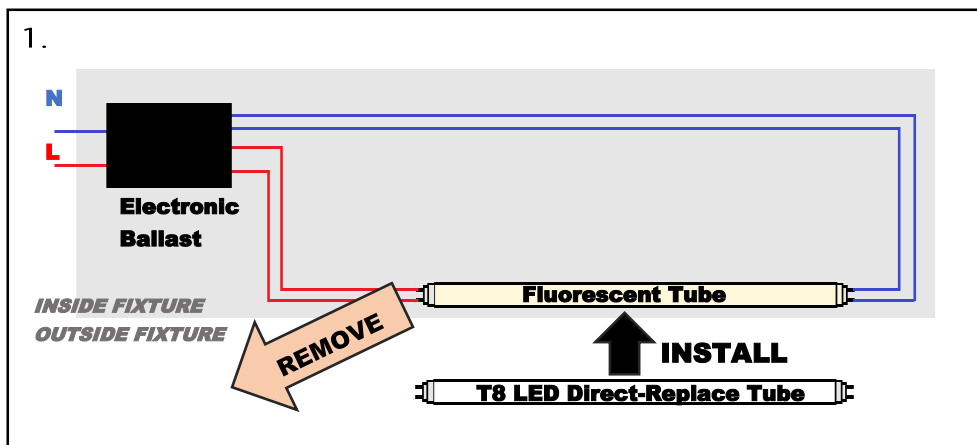 1.
N
L
Electronic
Ballast
INSIDE FIXTURE
OUTSIDE FIXTURE
REMOVE
Fluorescent Tube
INSTALL
T8 LED Direct-Replace Tube